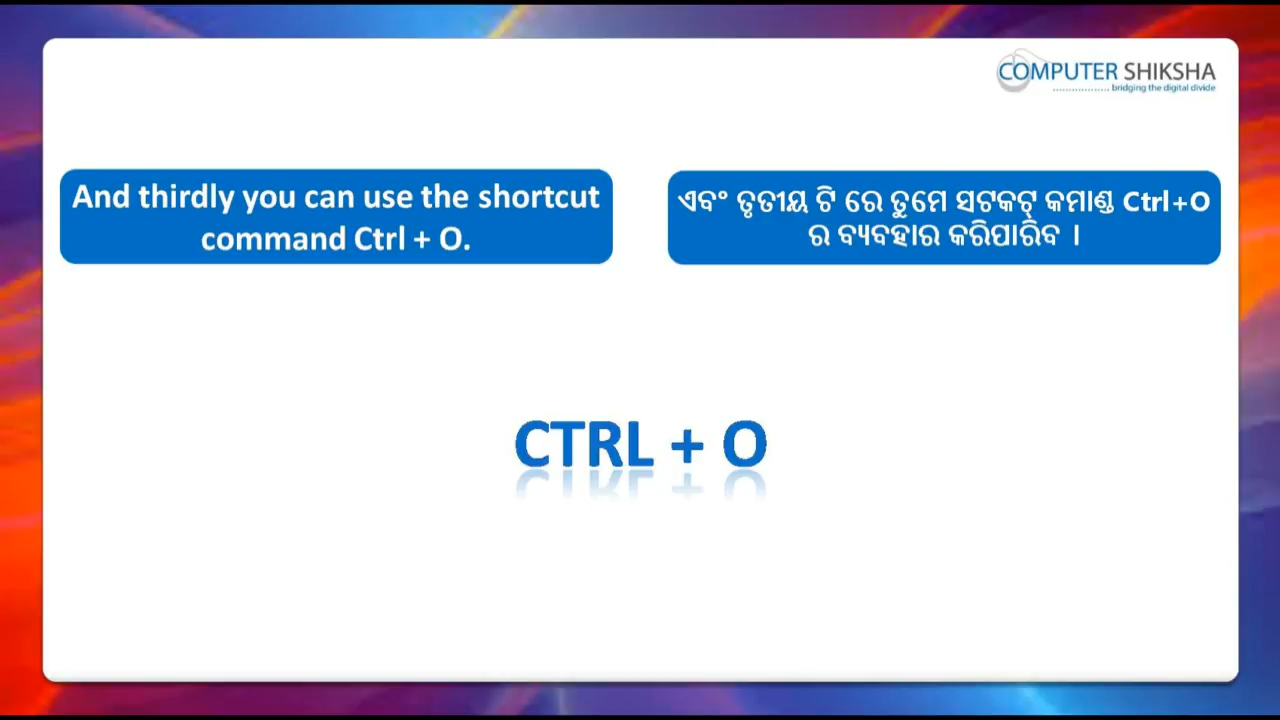 COMPUTER SHIKSHA
bridging the digital divide
And thirdly you can use the shortcut
command Ctrl + O.
ଏବଂ ତୃତୀୟ ଟି ରେ ତୁମେ ସଟକଟ୍ କମାଣ୍ଡ Ctrl+O
ର ବ୍ୟବହାର କରିପାରିବ ।
CTRL + O